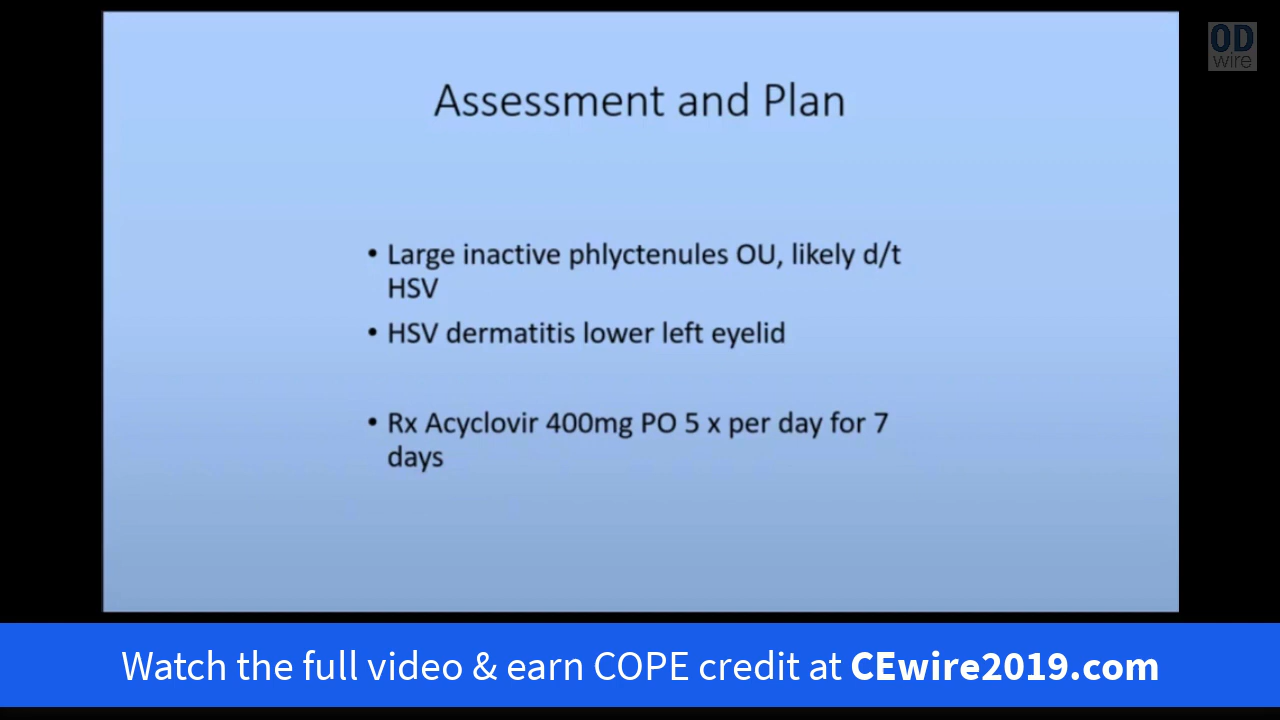 OD
wire
Assessment and Plan
• Large inactive phlyctenules OU, likely d/t
HSV
• HSV dermatitis lower left eyelid
• Rx Acyclovir 400mg PO 5 x per day for 7
days
Watch the full video & earn COPE credit at CEwire2019.com